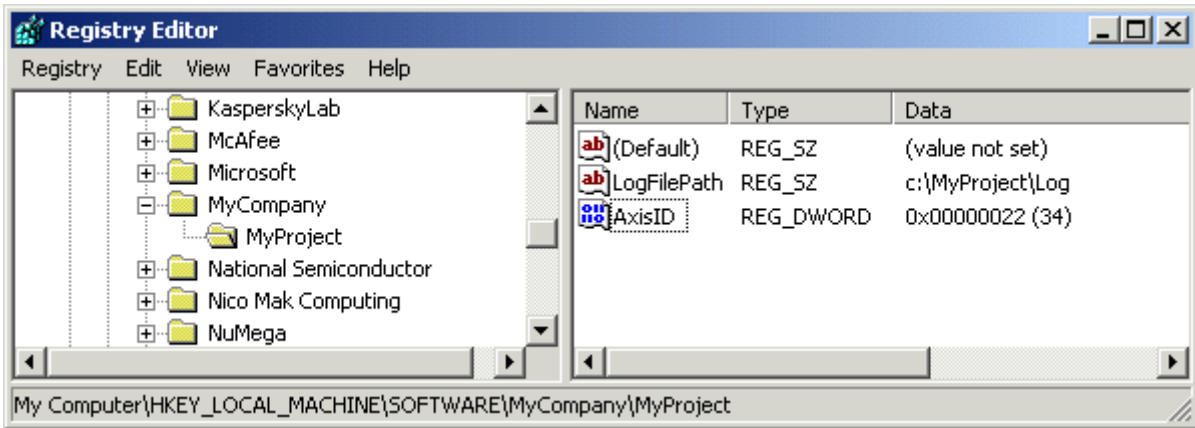 Registry Editor
Registry Edit View Favorites Help
KasperskyLab
McAfee
Microsoft
MyCompany
MyProject
National Semiconductor
Nico Mak Computing
NuMega
Name Type Data
(Default) REG_SZ (value not set)
LogFilePath REG_SZ c:\MyProject\Log
AxisID REG_DWORD 0x00000022 (34)
My Computer\HKEY_LOCAL_MACHINE\SOFTWARE\MyCompany\MyProject